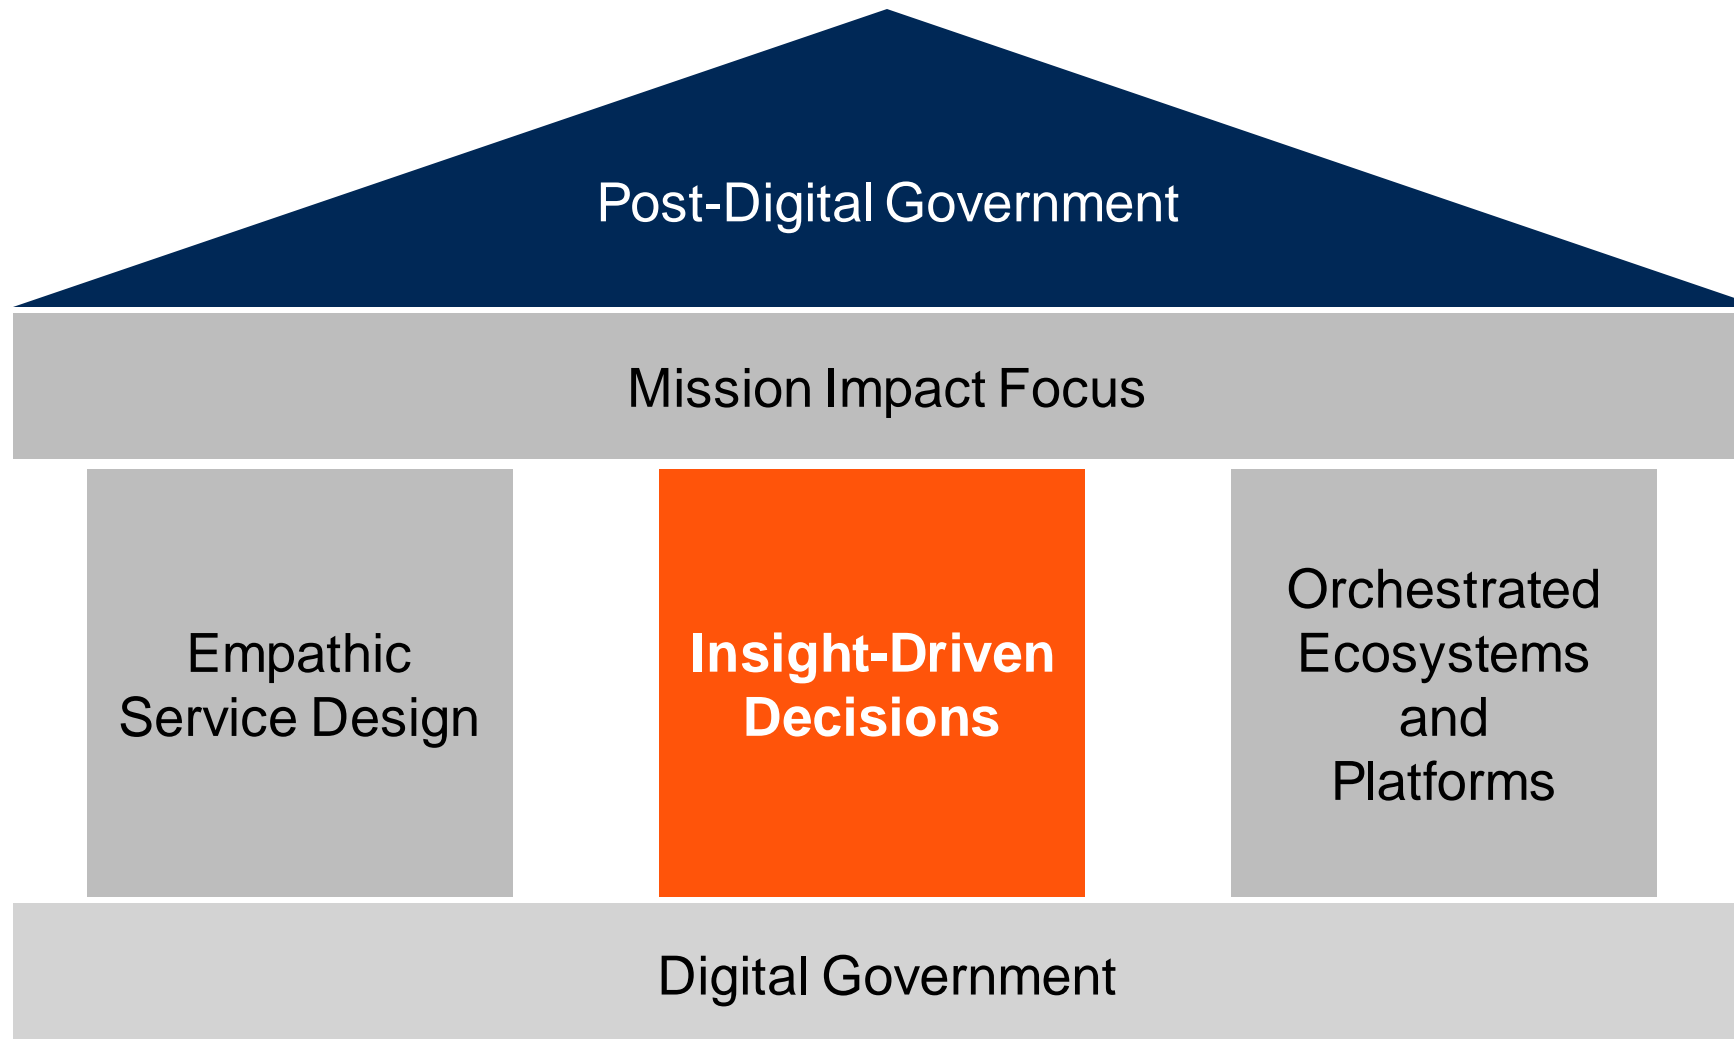 Post-Digital Government
Mission Impact Focus
Empathic
Service Design
Insight-Driven
Decisions
Orchestrated
Ecosystems
and
Platforms
Digital Government